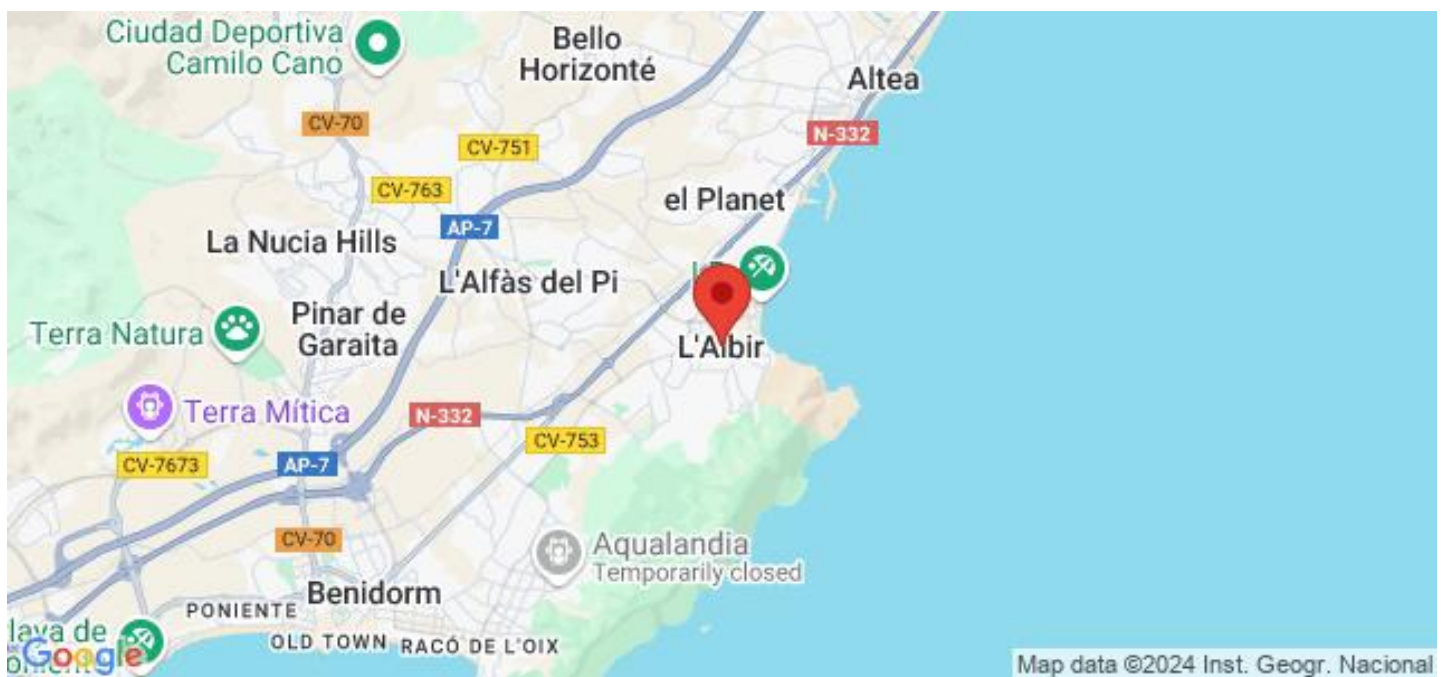 Ciudad Deportiva
Camilo Cano
Bello
Horizonté
Altea
CV-70
N-332
CV-751
CV-763
el Planet
AP-7
La Nucia Hills
L'Alfàs del Pi
Pinar de
Garaita
Terra Natura
L'Albir
Terra Mítica
N-332
CV-753
CV-7673
AP-7
CV-70
Aqualandia
Temporarily closed
Benidorm
PONIENTE
OLD TOWN
RACÓ DE L'OIX
Google
Map data ©2024 Inst. Geogr. Nacional